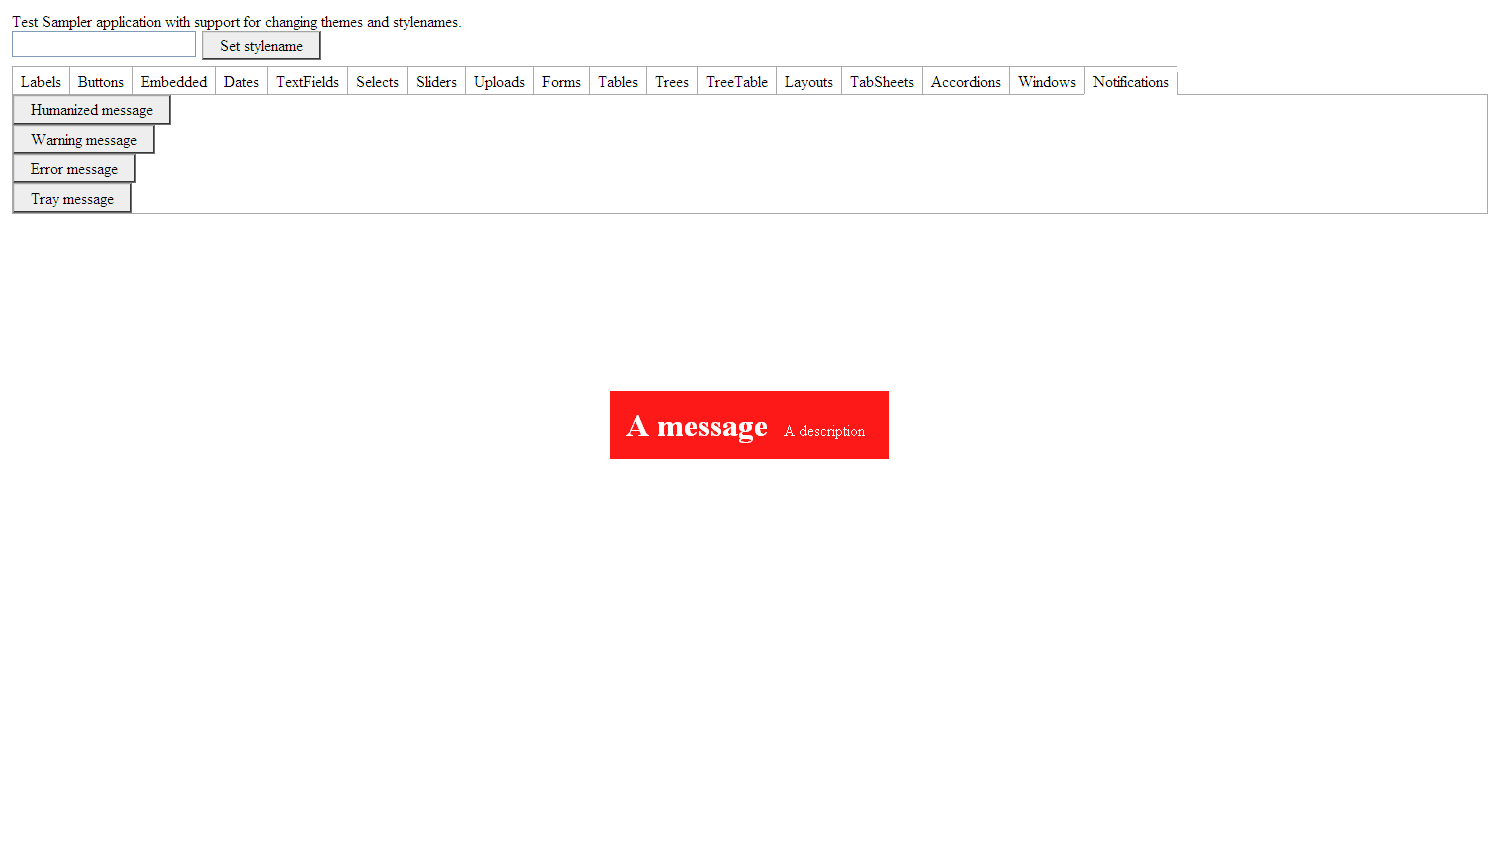 Test Sampler application with support for changing themes and stylenames.
Set stylename
Labels Buttons Embedded Dates TextFields Selects Sliders Uploads Forms Tables Trees TreeTable Layouts TabSheets Accordions Windows Notifications
Humanized message
Warning message
Error message
Tray message
A message A description